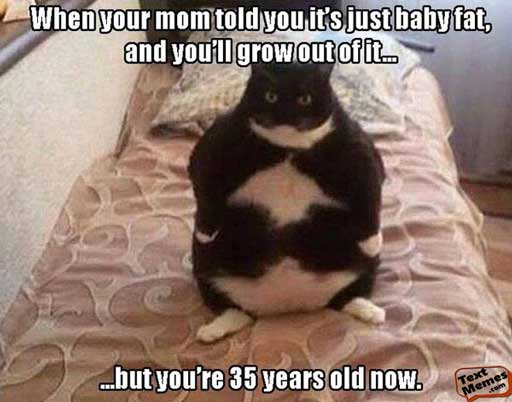 When your mom told you it's just baby fat,
and you'll grow out of it...
...but you're 35 years old now.
Text
Memes
.com